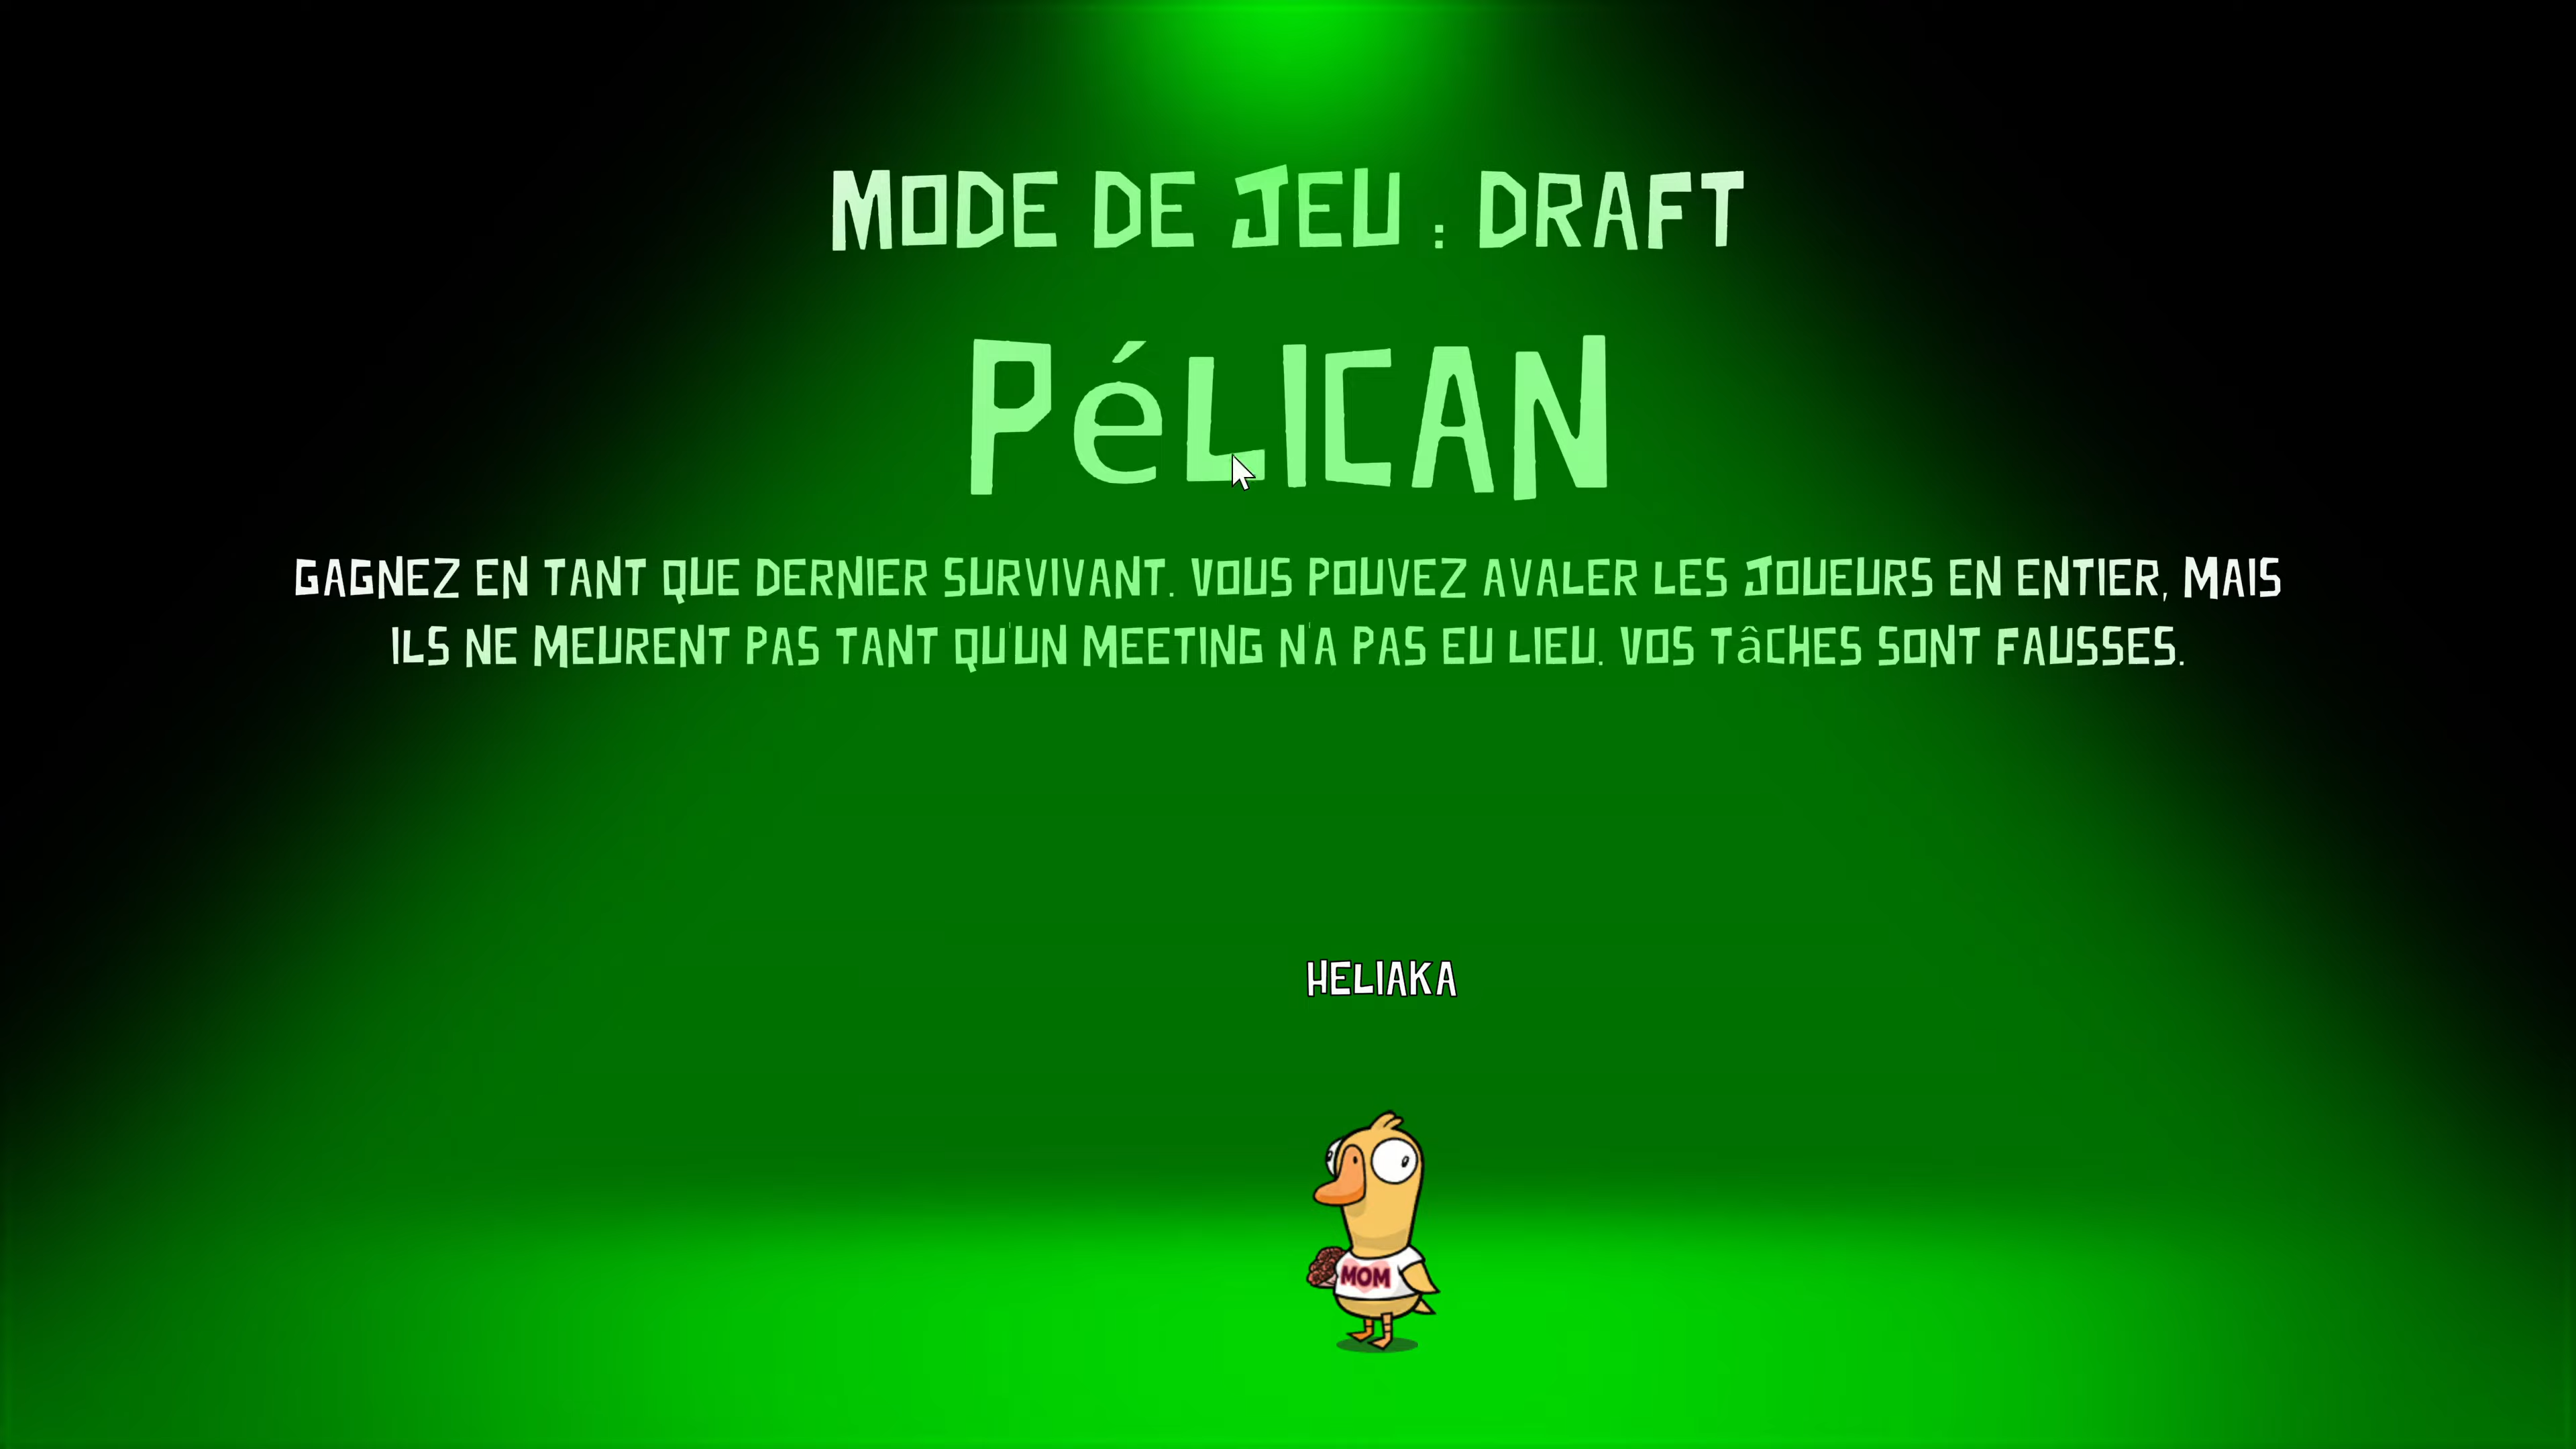 MODE DE JEU : DRAFT
PéLICAN
GAGNEZ EN TANT QUE DERNIER SURVIVANT. VOUS POUVEZ AVALER LES JOUEURS EN ENTIER, MAIS
ILS NE MEURENT PAS TANT QU'UN MEETING N'A PAS EU LIEU. VOS TâCHES SONT FAUSSES.
HELIAKA
MOM